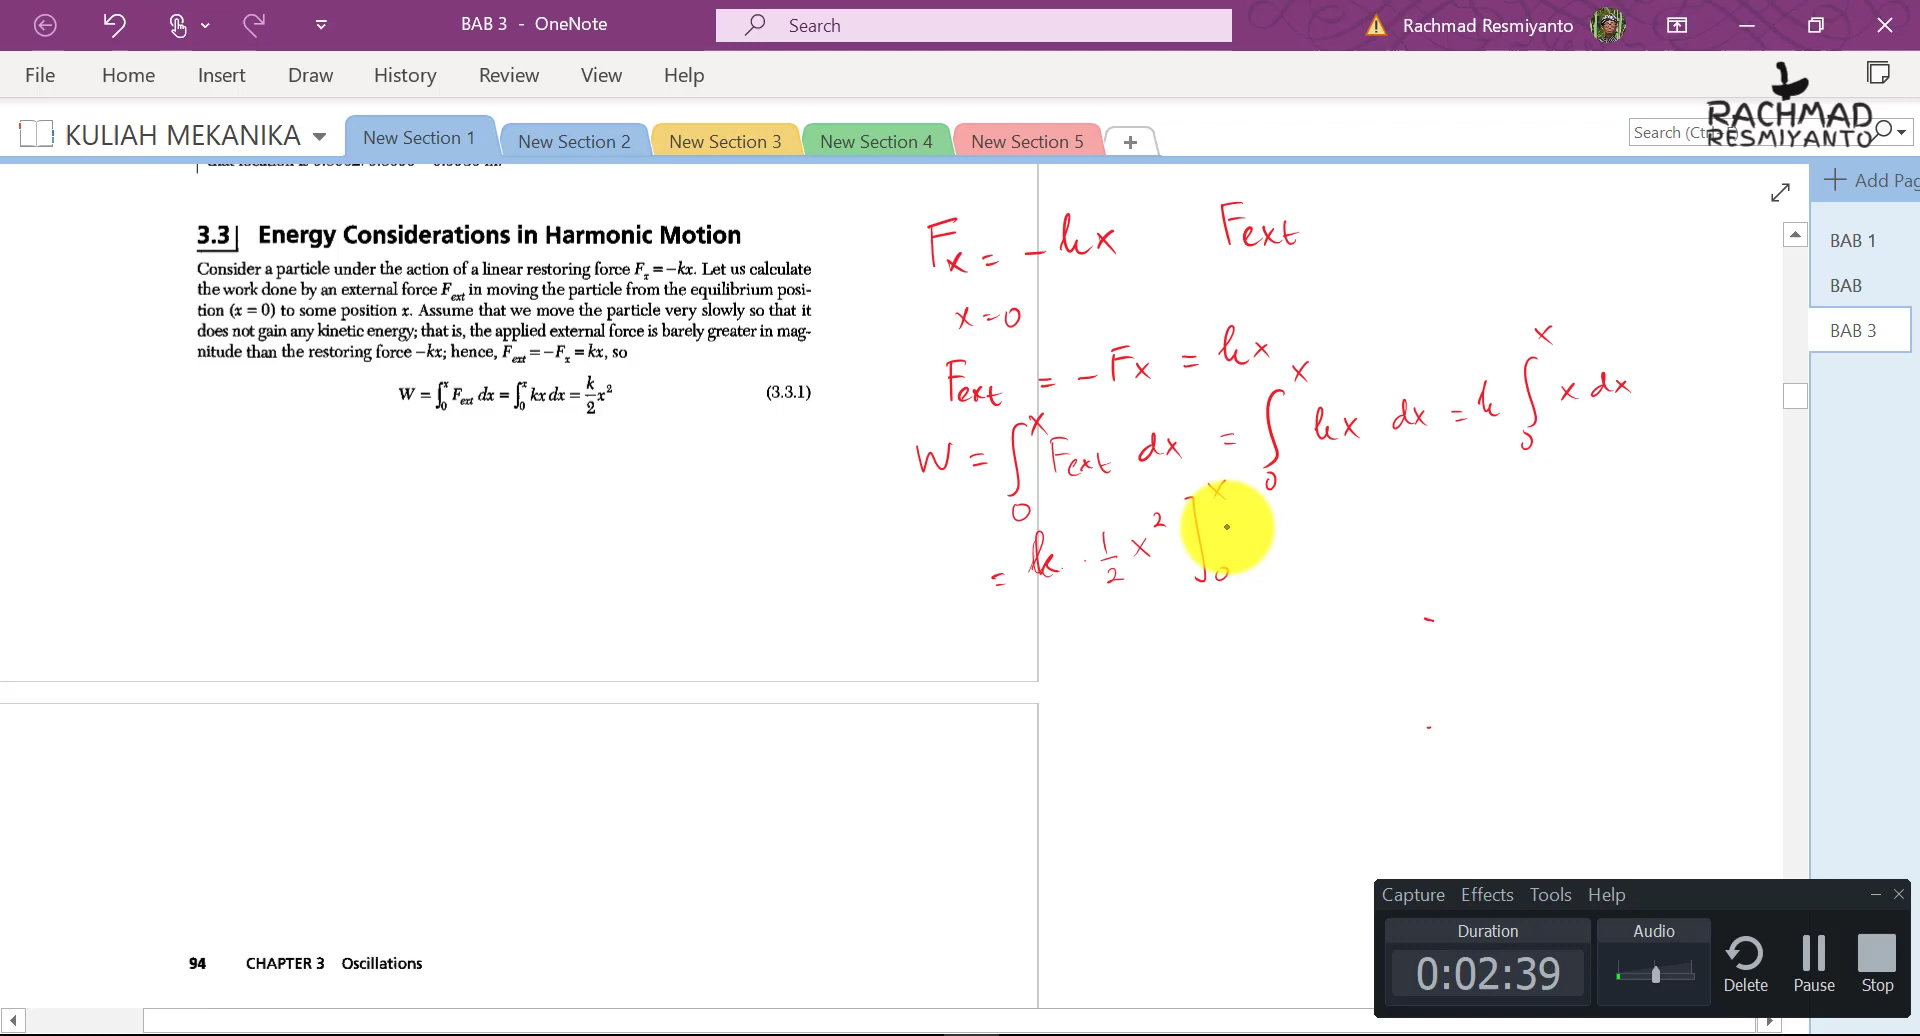 BAB 3 - OneNote
Search
Rachmad Resmiyanto
File Home Insert Draw History Review View Help
KULIAH MEKANIKA
New Section 1
New Section 2
New Section 3
New Section 4
New Section 5
+
RACHMAD
RESMIYANTO
Search (Ctrl+
Add Pag
BAB 1
BAB
BAB 3
3.3 Energy Considerations in Harmonic Motion
Consider a particle under the action of a linear restoring force Fₓ = −kx. Let us calculate
the work done by an external force F_ext in moving the particle from the equilibrium posi-
tion (x = 0) to some position x. Assume that we move the particle very slowly so that it
does not gain any kinetic energy; that is, the applied external force is barely greater in mag-
nitude than the restoring force −kx; hence, F_ext = −Fₓ = kx, so
W = ∫₀ˣ F_ext dx = ∫₀ˣ kx dx = k/2 x² (3.3.1)
94 CHAPTER 3 Oscillations
Fₓ = -kx Fext
x = 0
Fext = - Fx = kx
W = ∫₀ˣ Fext dx = ∫₀ˣ kx dx = k ∫₀ˣ x dx
= k · 1/2 x² ]₀ˣ
Capture Effects Tools Help
Duration
0:02:39
Audio
Delete
Pause
Stop